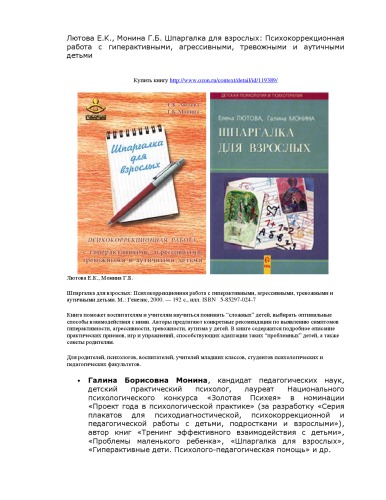 Лютова Е.К., Монина Г.Б. Шпаргалка для взрослых: Психокоррекционная
работа с гиперактивными, агрессивными, тревожными и аутичными
детьми
Купить книгу http://www.ozon.ru/context/detail/id/119389/
Г.Б. Монина
Шпаргалка
для
взрослых
ПСИХОКОРРЕКЦИОННАЯ РАБОТА
с гиперактивными, агрессивными,
тревожными и аутичными детьми
ДЕТСКАЯ ПСИХОЛОГИЯ И ПСИХОТЕРАПИЯ
Елена ЛЮТОВА, Галина МОНИНА
ШПАРГАЛКА
ДЛЯ ВЗРОСЛЫХ
Лютова Е.К., Монина Г.Б.
Шпаргалка для взрослых: Психокоррекционная работа с гиперактивными, агрессивными, тревожными и
аутичными детьми. М.: Генезис, 2000. — 192 с., илл. ISBN 5-85297-024-7
Книга поможет воспитателям и учителям научиться понимать "сложных" детей, выбирать оптимальные
способы взаимодействия с ними. Авторы предлагают конкретные рекомендации по выявлению симптомов
гиперактивности, агрессивности, тревожности, аутизма у детей. В книге содержится подробное описание
практических приемов, игр и упражнений, способствующих адаптации таких "проблемных" детей, а также
советы родителям.
Для родителей, психологов, воспитателей, учителей младших классов, студентов психологических и
педагогических факультетов.
• Галина Борисовна Монина, кандидат педагогических наук,
детский практический психолог, лауреат Национального
психологического конкурса «Золотая Психея» в номинации
«Проект года в психологической практике» (за разработку «Серия
плакатов для психодиагностической, психокоррекционной и
педагогической работы с детьми, подростками и взрослыми»),
автор книг «Тренинг эффективного взаимодействия с детьми»,
«Проблемы маленького ребенка», «Шпаргалка для взрослых»,
«Гиперактивные дети. Психолого-педагогическая помощь» и др.